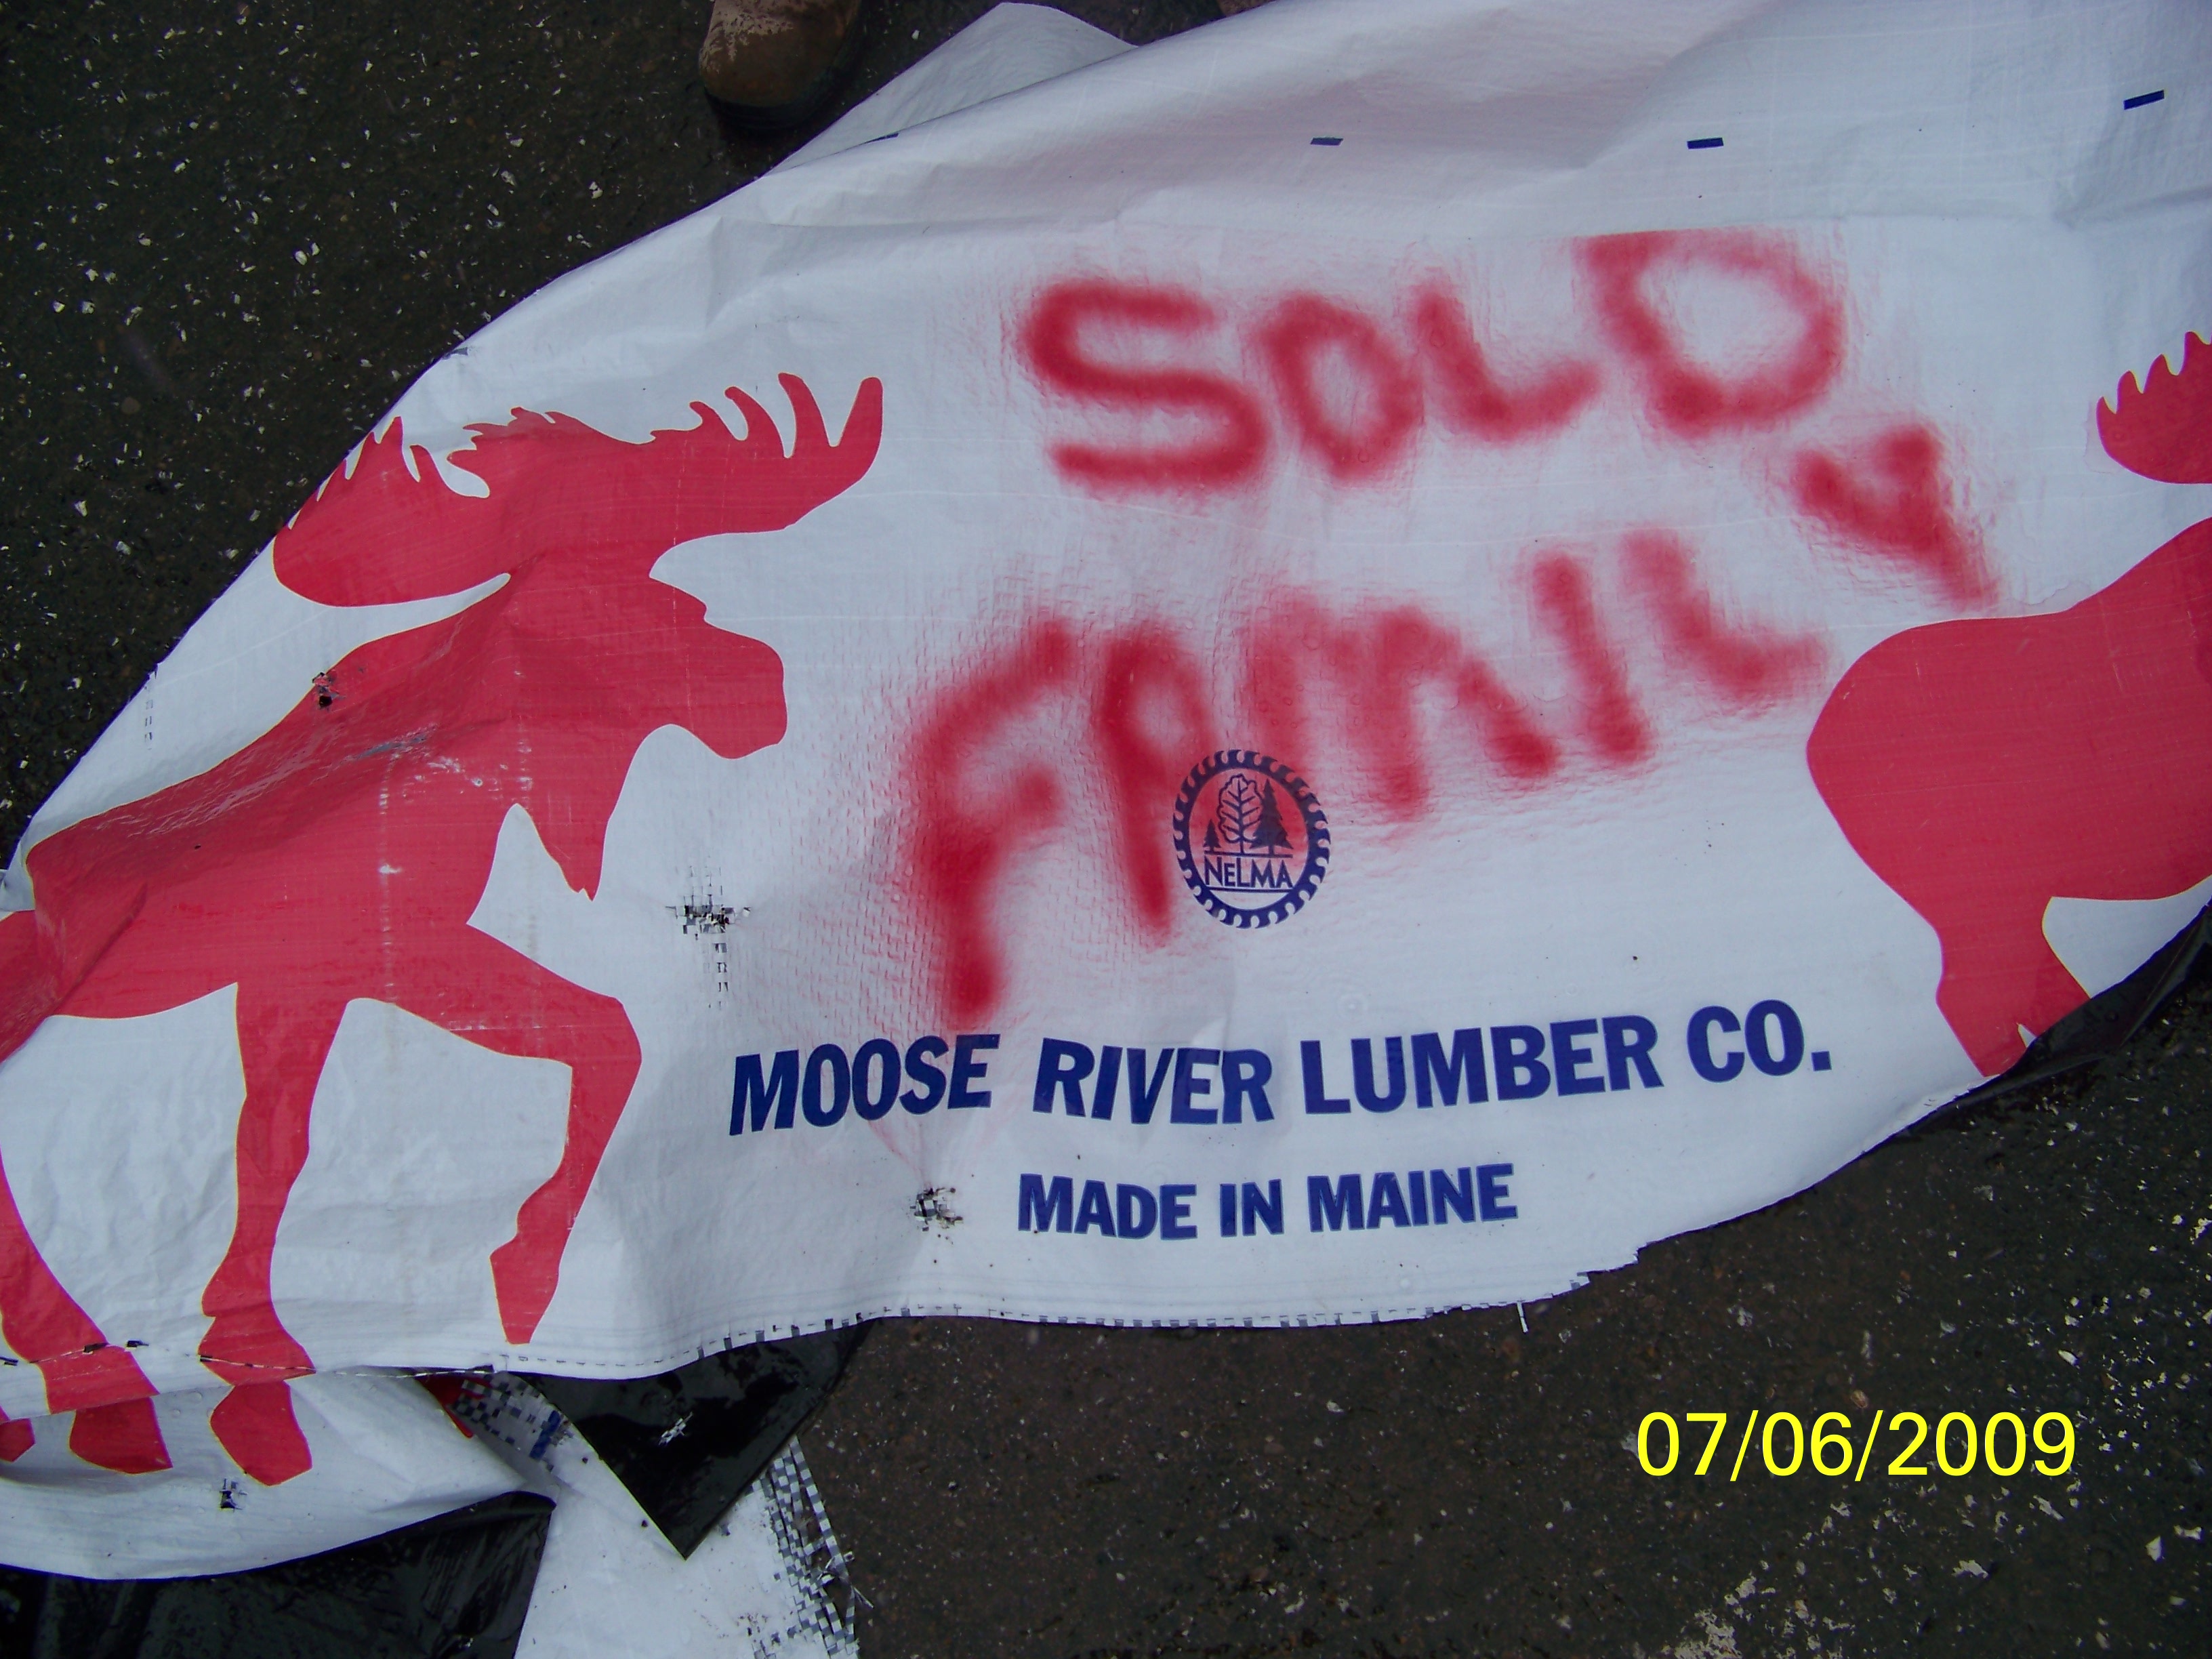 SOLD
FAMILY
NELMA
MOOSE RIVER LUMBER CO.
MADE IN MAINE
07/06/2009